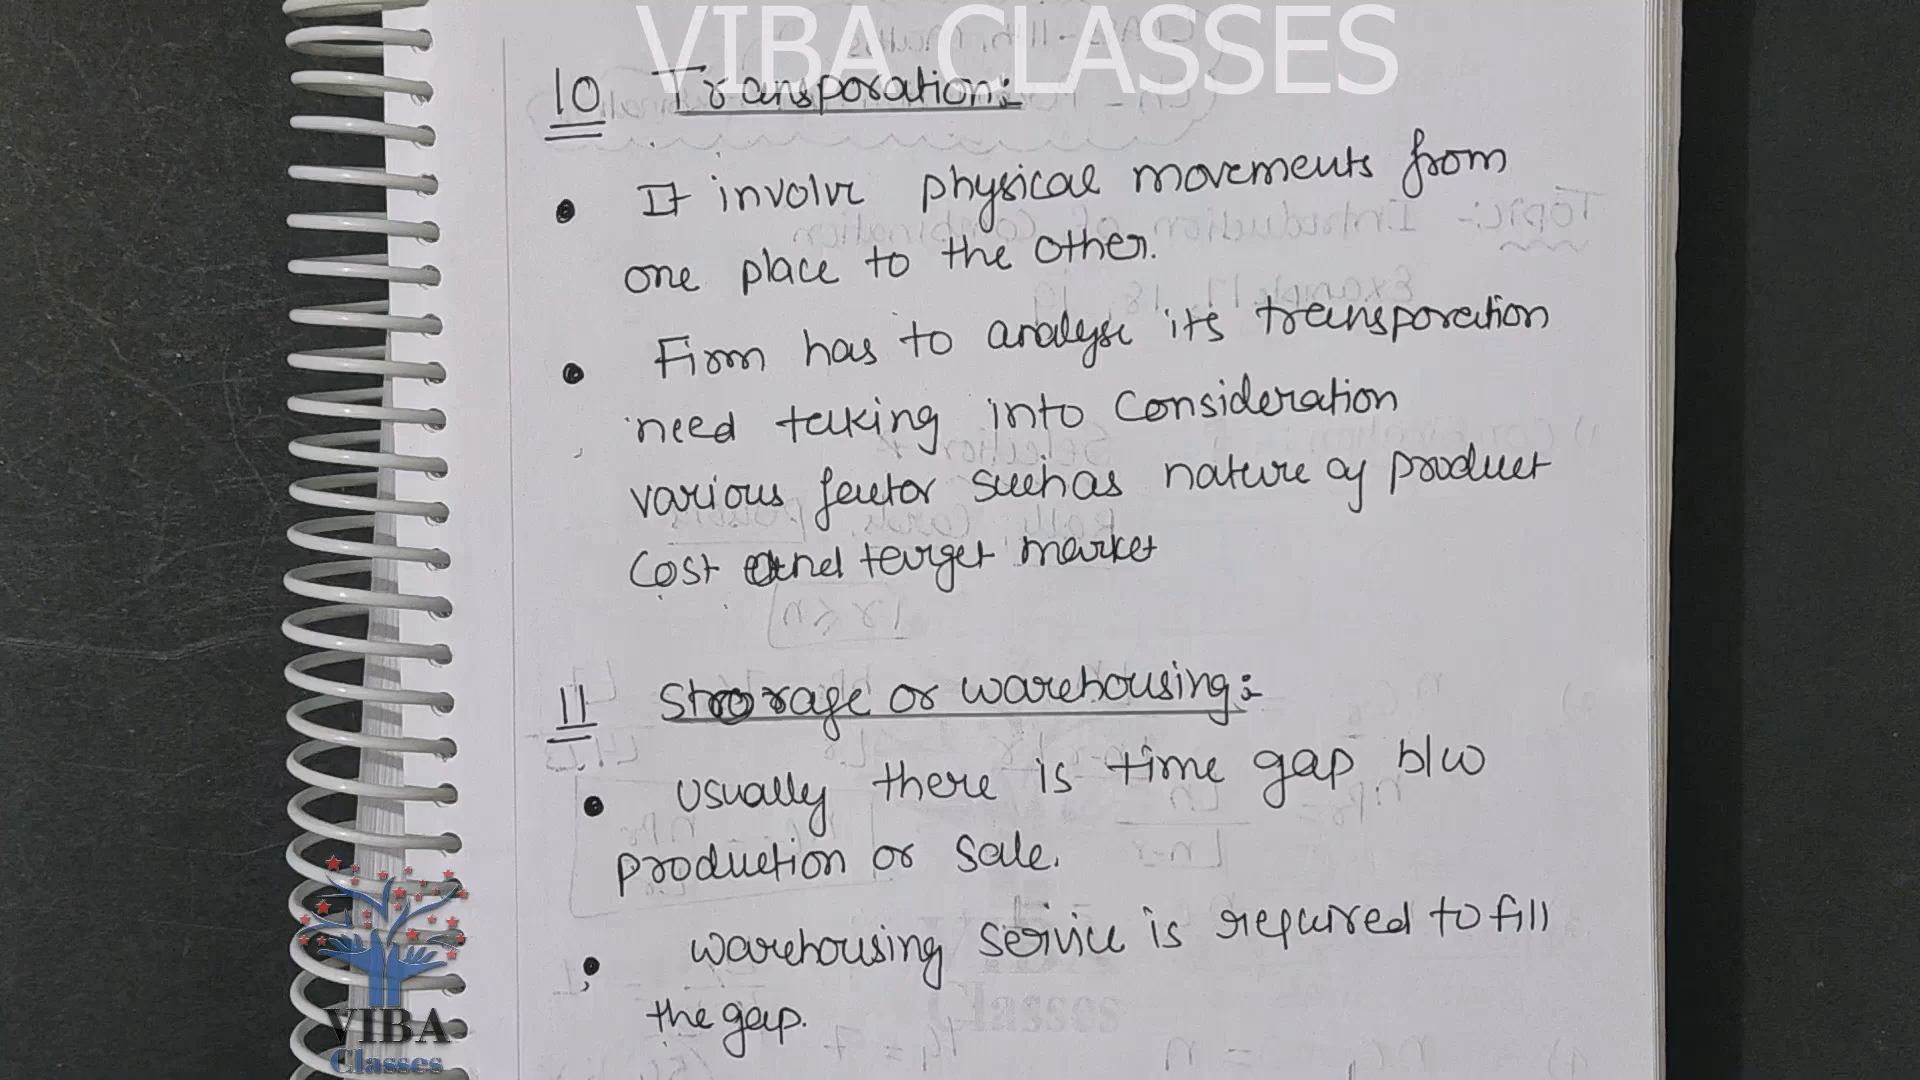 VIBA CLASSES
10 Transporation:-
• It involve physical movements from
one place to the other.
• Firm has to analyse its transporation
need taking into consideration
various factor such as nature of product
cost and target market
11 Storage or warehousing:-
• Usually there is time gap b/w
production or sale.
• warehousing service is required to fill
the gap.
VIBA
Classes